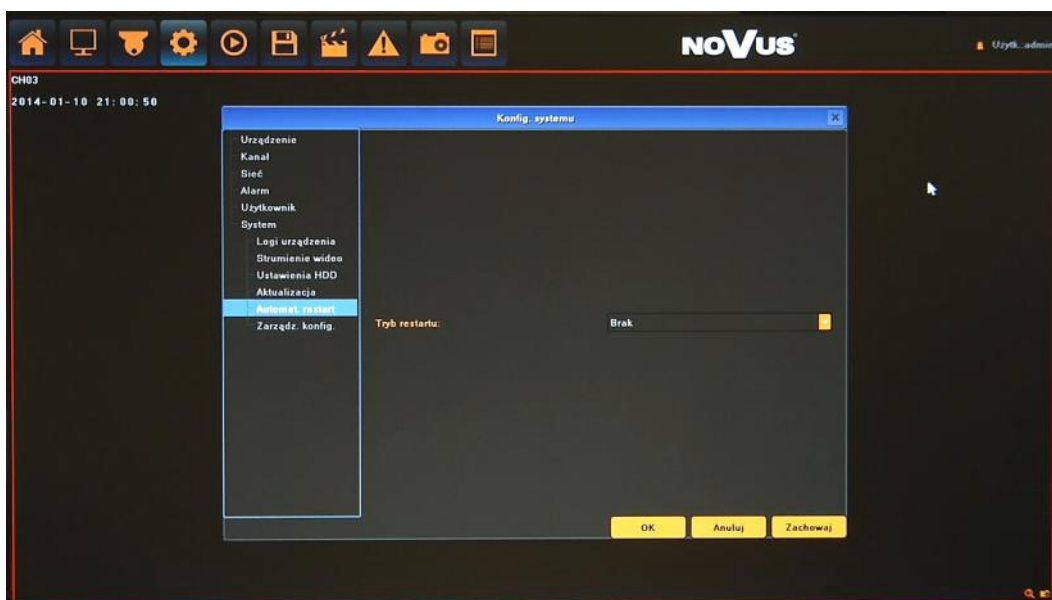 NOVUS
Użytk.:admin
CH03
2014-01-10 21:00:50
Konfig. systemu
Urządzenie
Kanał
Sieć
Alarm
Użytkownik
System
Logi urządzenia
Strumienie wideo
Ustawienia HDD
Aktualizacja
Automat. restart
Zarządz. konfig.
Tryb restartu:
Brak
OK
Anuluj
Zachowaj